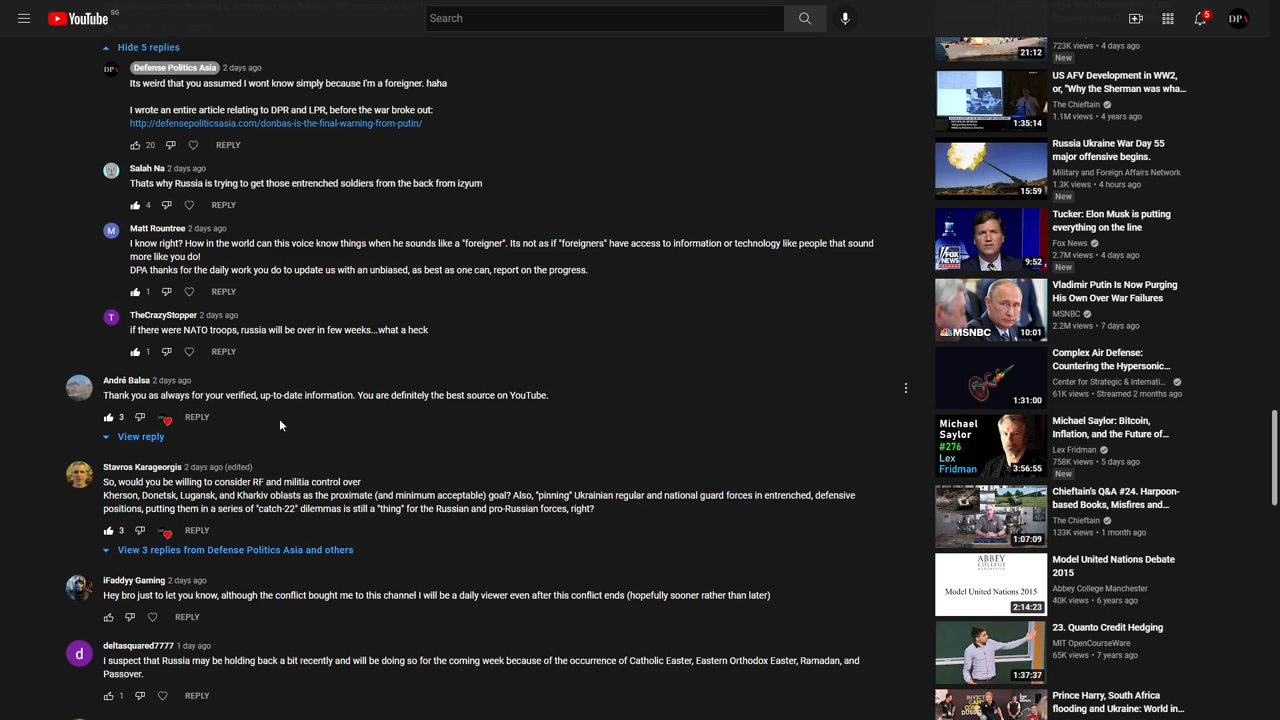 YouTube
SG
Search
5
DPA
Hide 5 replies
DPA
Defense Politics Asia 2 days ago
Its weird that you assumed I wont know simply because I'm a foreigner. haha
I wrote an entire article relating to DPR and LPR, before the war broke out:
http://defensepoliticsasia.com/donbas-is-the-final-warning-from-putin/
20 REPLY
Salah Na 2 days ago
Thats why Russia is trying to get those entrenched soldiers from the back from izyum
4 REPLY
M
Matt Rountree 2 days ago
I know right? How in the world can this voice know things when he sounds like a "foreigner". Its not as if "foreigners" have access to information or technology like people that sound
more like you do!
DPA thanks for the daily work you do to update us with an unbiased, as best as one can, report on the progress.
1 REPLY
T
TheCrazyStopper 2 days ago
if there were NATO troops, russia will be over in few weeks...what a heck
1 REPLY
André Balsa 2 days ago
Thank you as always for your verified, up-to-date information. You are definitely the best source on YouTube.
3 REPLY
View reply
Stavros Karageorgis 2 days ago (edited)
So, would you be willing to consider RF and militia control over
Kherson, Donetsk, Lugansk, and Kharkiv oblasts as the proximate (and minimum acceptable) goal? Also, "pinning" Ukrainian regular and national guard forces in entrenched, defensive
positions, putting them in a series of "catch-22" dilemmas is still a "thing" for the Russian and pro-Russian forces, right?
3 REPLY
View 3 replies from Defense Politics Asia and others
iFaddyy Gaming 2 days ago
Hey bro just to let you know, although the conflict bought me to this channel I will be a daily viewer even after this conflict ends (hopefully sooner rather than later)
REPLY
d
deltasquared7777 1 day ago
I suspect that Russia may be holding back a bit recently and will be doing so for the coming week because of the occurrence of Catholic Easter, Eastern Orthodox Easter, Ramadan, and
Passover.
1 REPLY
21:12
723K views • 4 days ago
New
1:35:14
US AFV Development in WW2,
or, "Why the Sherman was wha...
The Chieftain
1.1M views • 4 years ago
15:59
Russia Ukraine War Day 55
major offensive begins.
Military and Foreign Affairs Network
1.3K views • 4 hours ago
New
9:52
Tucker: Elon Musk is putting
everything on the line
Fox News
2.7M views • 4 days ago
New
MSNBC
10:01
Vladimir Putin Is Now Purging
His Own Over War Failures
MSNBC
2.2M views • 7 days ago
1:31:00
Complex Air Defense:
Countering the Hypersonic...
Center for Strategic & Internati...
61K views • Streamed 2 months ago
Michael
Saylor
#276
Lex
Fridman
3:56:55
Michael Saylor: Bitcoin,
Inflation, and the Future of...
Lex Fridman
758K views • 5 days ago
New
1:07:09
Chieftain's Q&A #24. Harpoon-
based Books, Misfires and...
The Chieftain
133K views • 1 month ago
ABBEY
COLLEGE
Model United Nations 2015
2:14:23
Model United Nations Debate
2015
Abbey College Manchester
40K views • 6 years ago
1:37:37
23. Quanto Credit Hedging
MIT OpenCourseWare
65K views • 7 years ago
Prince Harry, South Africa
flooding and Ukraine: World in...